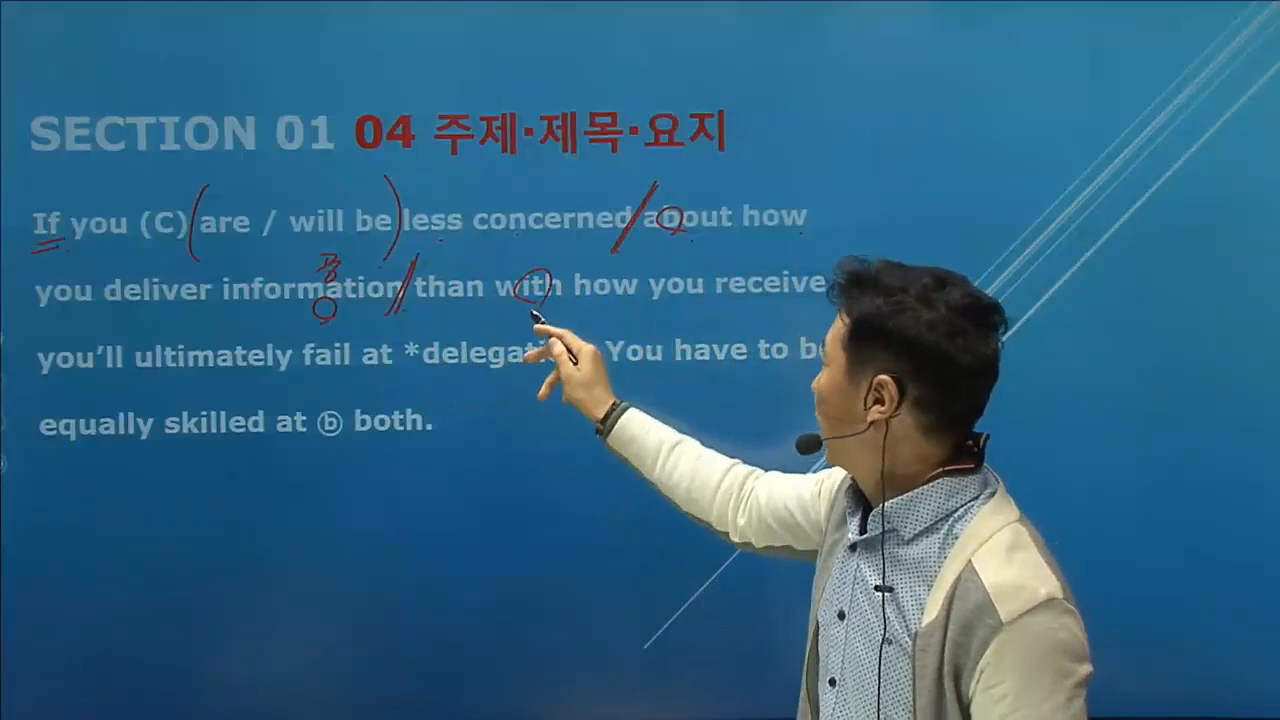 SECTION 01 04 주제·제목·요지
If you (C) are / will be less concerned about how
you deliver information than with how you receive
you'll ultimately fail at *delegat You have to b
equally skilled at ⓑ both.
공